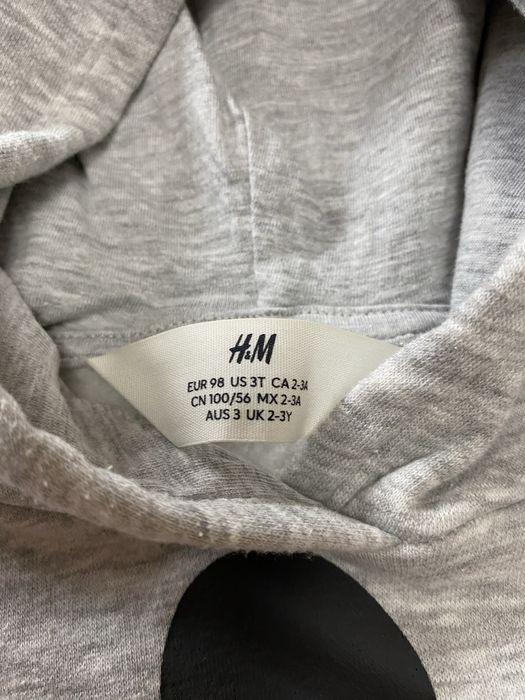 H&M
EUR 98 US 3T CA 2-3A
CN 100/56 MX 2-3A
AUS 3 UK 2-3Y